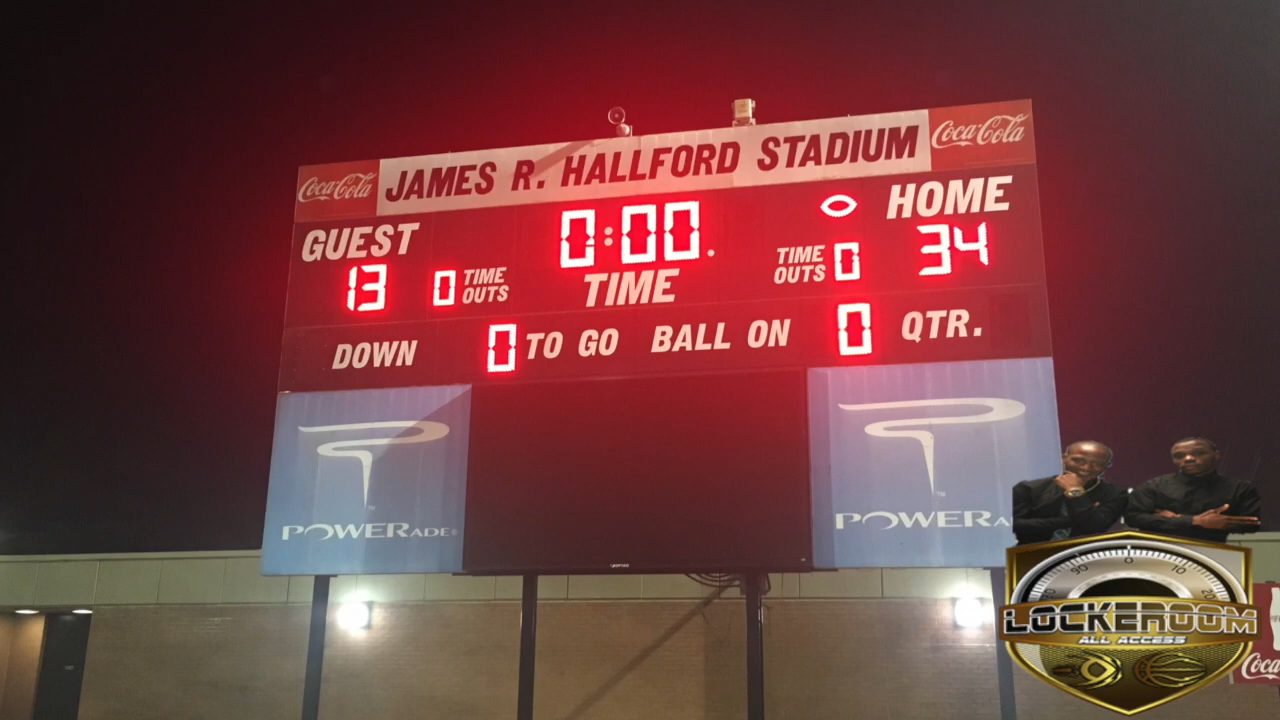 Coca-Cola JAMES R. HALLFORD STADIUM Coca-Cola
GUEST 0:00. HOME
13 0 TIME OUTS TIME TIME OUTS 0 34
DOWN 0 TO GO BALL ON 0 QTR.
POWERADE POWERA
LOCKEROOM
ALL ACCESS
Coca